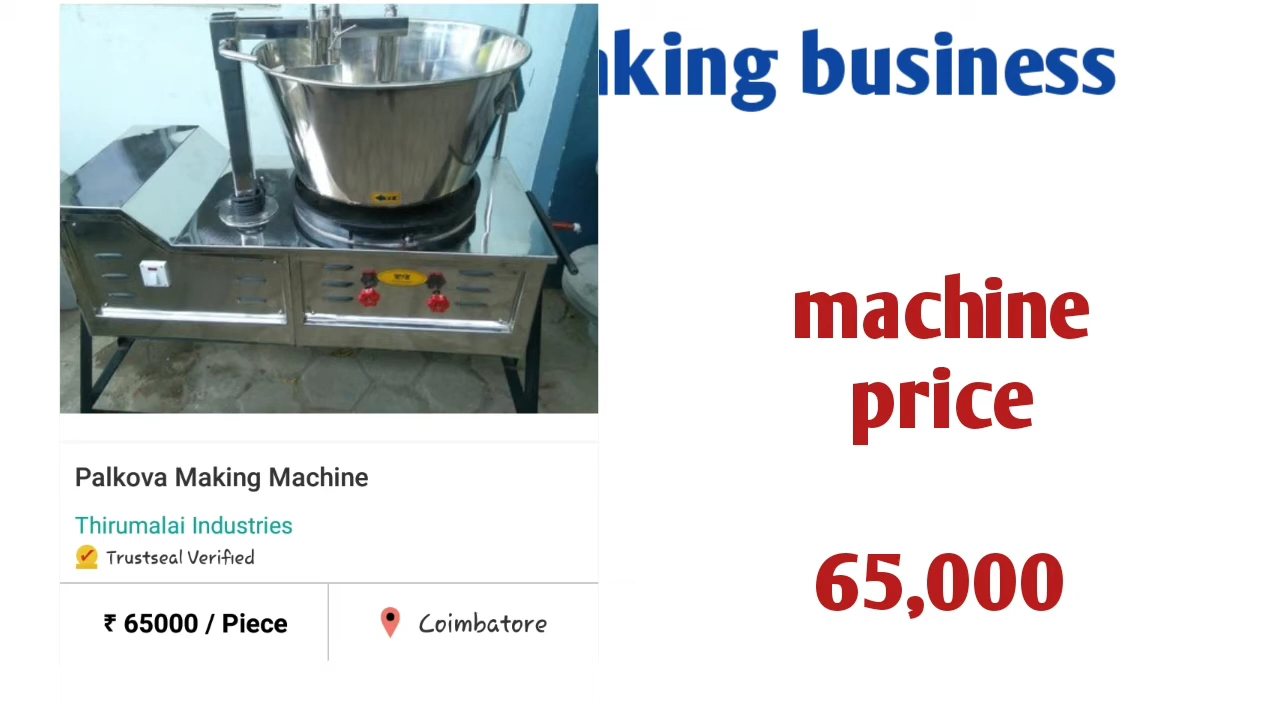 king business
machine
price
65,000
Palkova Making Machine
Thirumalai Industries
Trustseal Verified
₹ 65000 / Piece
Coimbatore